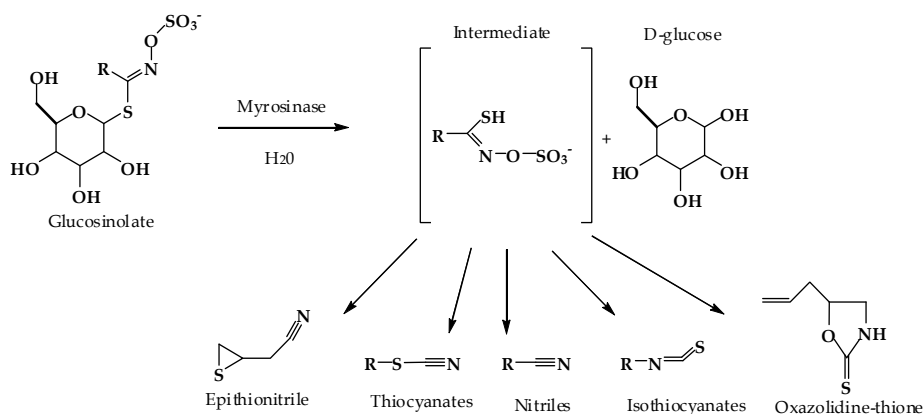 SO₃⁻
O
R
N
OH
S
O
HO
OH
OH
OH
Glucosinolate
Myrosinase
H20
Intermediate
SH
R
N O SO₃⁻
+
D-glucose
OH
O
OH
HO
OH
OH
N
S
Epithionitrile
R S N
Thiocyanates
R N
Nitriles
S
R N
Isothiocyanates
O NH
S
Oxazolidine-thione